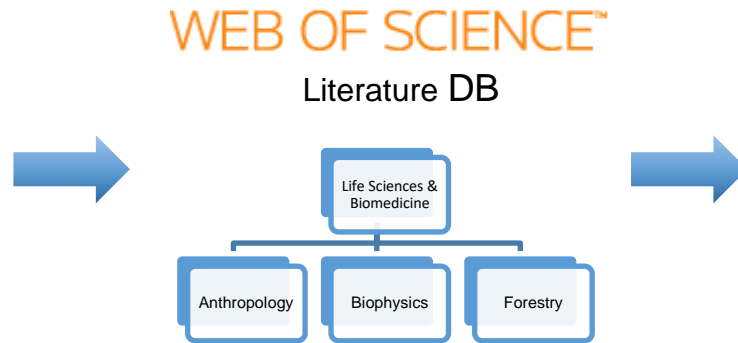 WEB OF SCIENCE™
Literature DB
Life Sciences &
Biomedicine
Anthropology
Biophysics
Forestry